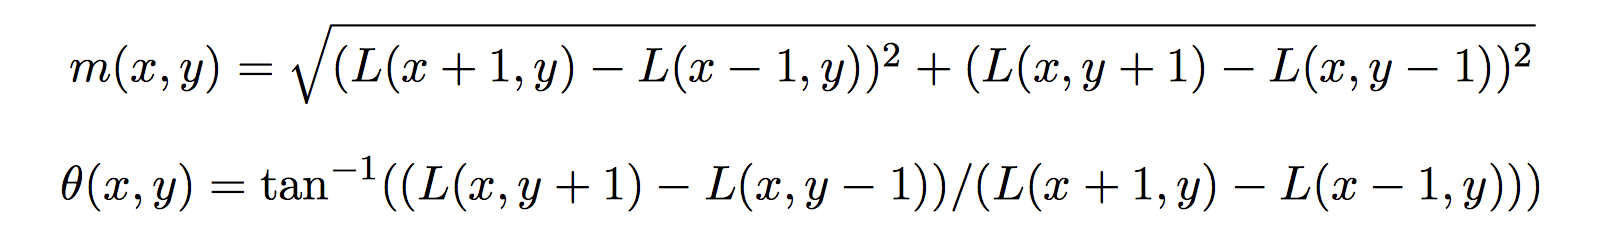 m(x, y) = √(L(x + 1, y) − L(x − 1, y))² + (L(x, y + 1) − L(x, y − 1))²
θ(x, y) = tan⁻¹((L(x, y + 1) − L(x, y − 1))/(L(x + 1, y) − L(x − 1, y)))